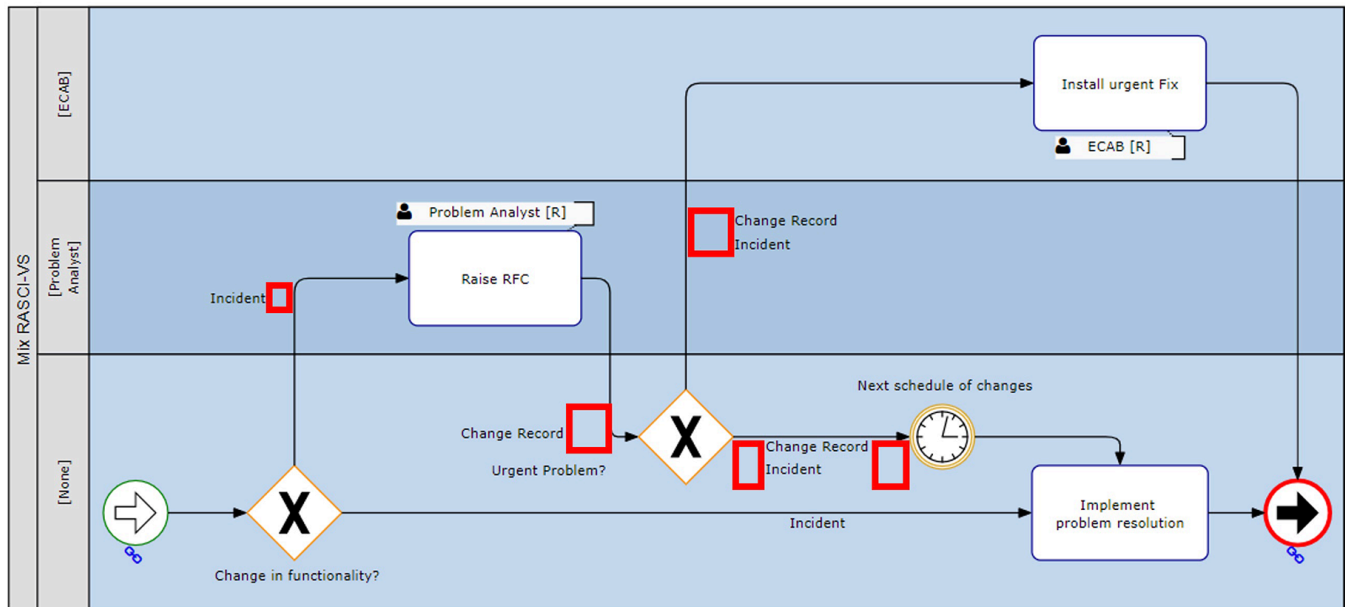 Mix RASCI-VS
[ECAB]
Install urgent Fix
ECAB [R]
[Problem
Analyst]
Problem Analyst [R]
Raise RFC
Incident
Change Record
Incident
[None]
Next schedule of changes
Change Record
Urgent Problem?
Change Record
Incident
X
X
Incident
Implement
problem resolution
Change in functionality?